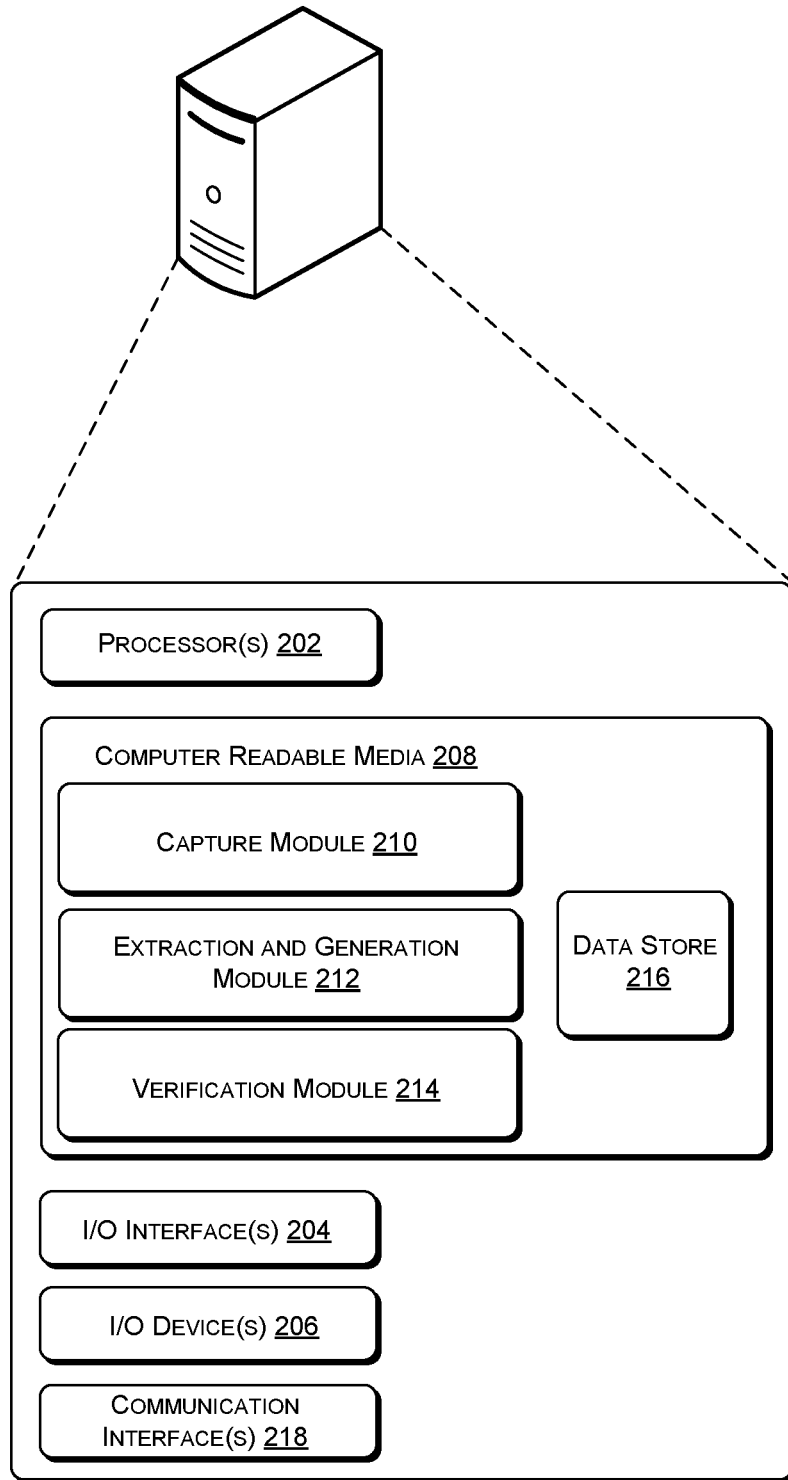 PROCESSOR(S) 202
COMPUTER READABLE MEDIA 208
CAPTURE MODULE 210
EXTRACTION AND GENERATION
MODULE 212
VERIFICATION MODULE 214
DATA STORE
216
I/O INTERFACE(S) 204
I/O DEVICE(S) 206
COMMUNICATION
INTERFACE(S) 218